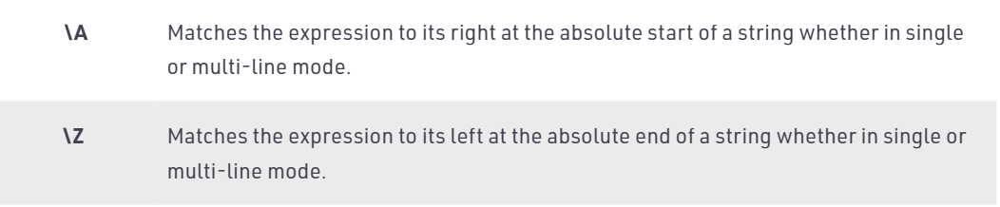 \A Matches the expression to its right at the absolute start of a string whether in single
or multi-line mode.
\Z Matches the expression to its left at the absolute end of a string whether in single or
multi-line mode.